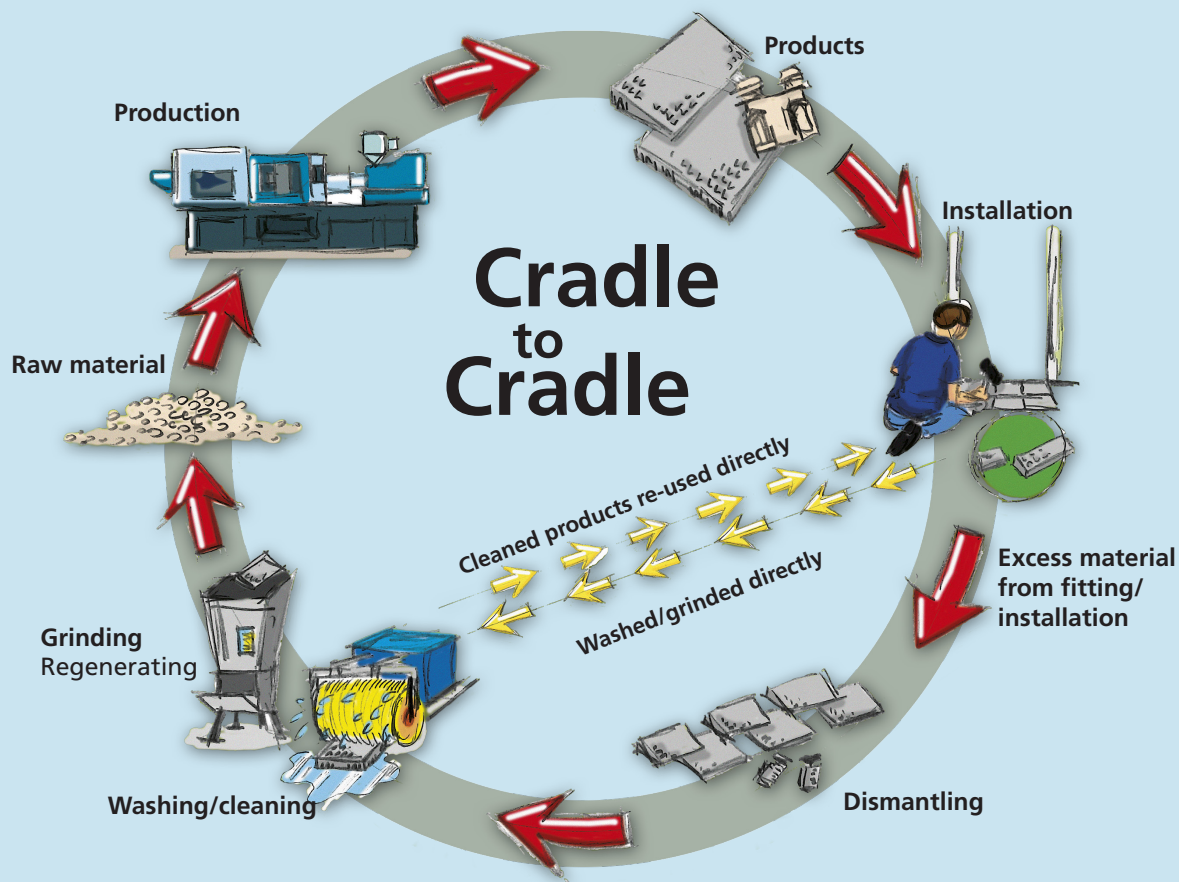 Products
Production
Installation
Cradle
to
Cradle
Raw material
Cleaned products re-used directly
Washed/grinded directly
Excess material
from fitting/
installation
Grinding
Regenerating
Washing/cleaning
Dismantling